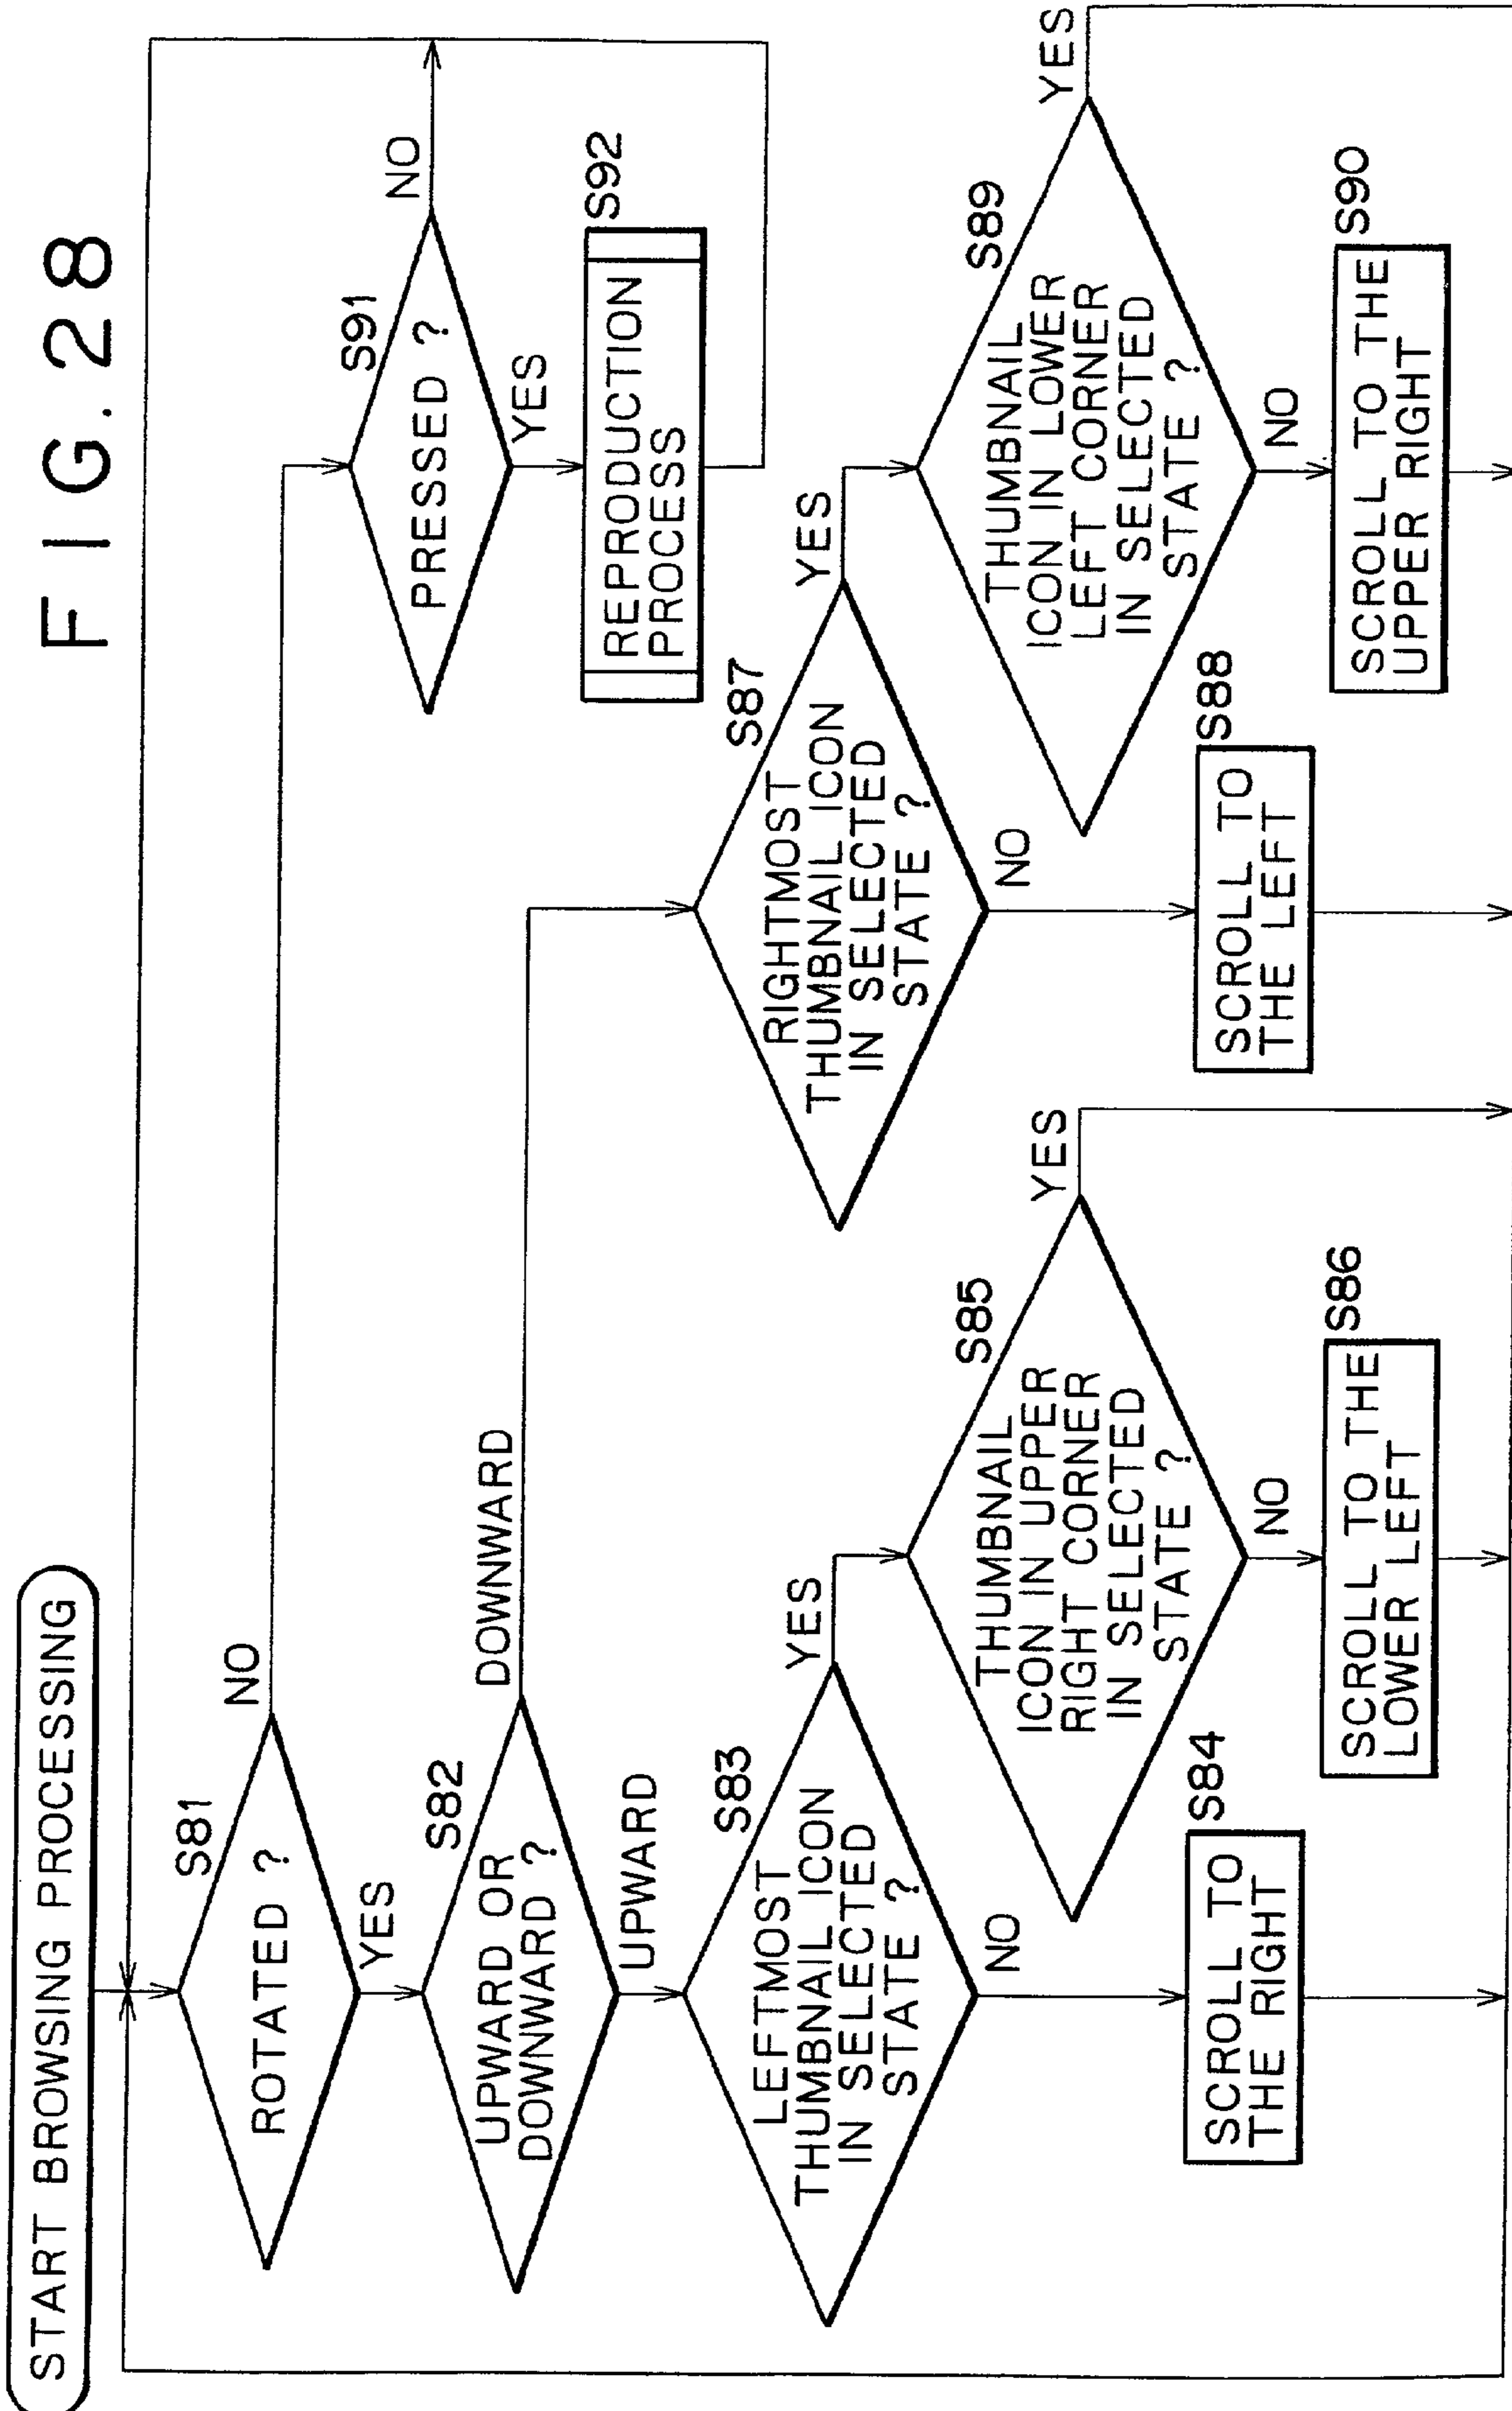 FIG. 28
START BROWSING PROCESSING
S81
ROTATED ?
NO
YES
S82
UPWARD OR
DOWNWARD ?
DOWNWARD
UPWARD
S83
LEFTMOST
THUMBNAIL ICON
IN SELECTED
STATE ?
YES
NO
S84
SCROLL TO
THE RIGHT
S85
THUMBNAIL
ICON IN UPPER
RIGHT CORNER
IN SELECTED
STATE ?
YES
NO
S86
SCROLL TO THE
LOWER LEFT
S87
RIGHTMOST
THUMBNAIL ICON
IN SELECTED
STATE ?
YES
NO
S88
SCROLL TO
THE LEFT
S89
THUMBNAIL
ICON IN LOWER
LEFT CORNER
IN SELECTED
STATE ?
YES
NO
S90
SCROLL TO THE
UPPER RIGHT
S91
PRESSED ?
NO
YES
S92
REPRODUCTION
PROCESS